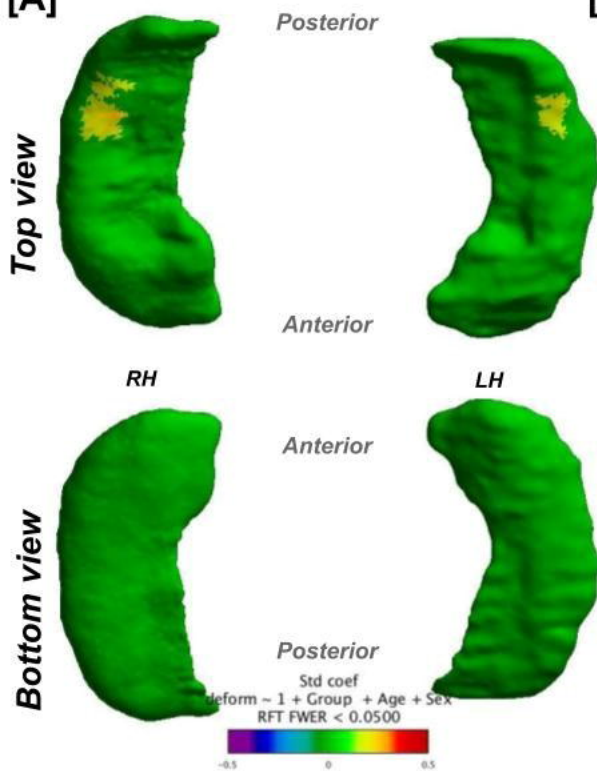 [A]
[
Posterior
Top view
Anterior
RH
LH
Anterior
Bottom view
Posterior
Std coef
deform ~ 1 + Group + Age + Sex
RFT FWER < 0.0500
-0.5
0
0.5